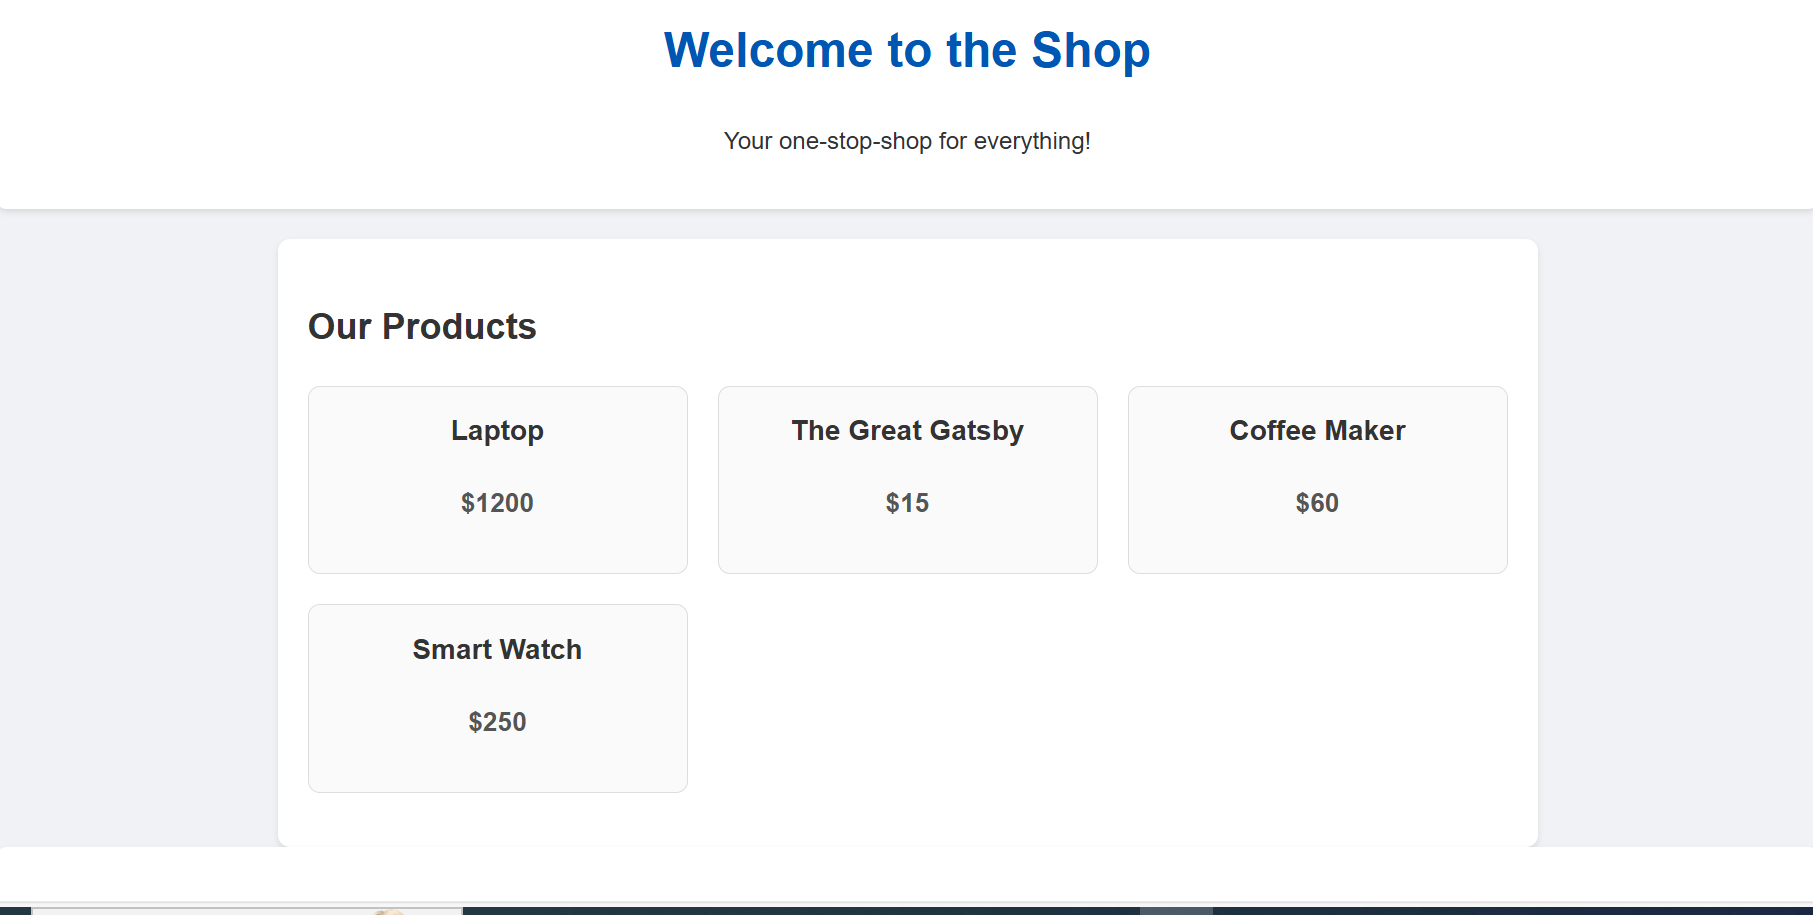 Welcome to the Shop
Your one-stop-shop for everything!
Our Products
Laptop
$1200
The Great Gatsby
$15
Coffee Maker
$60
Smart Watch
$250